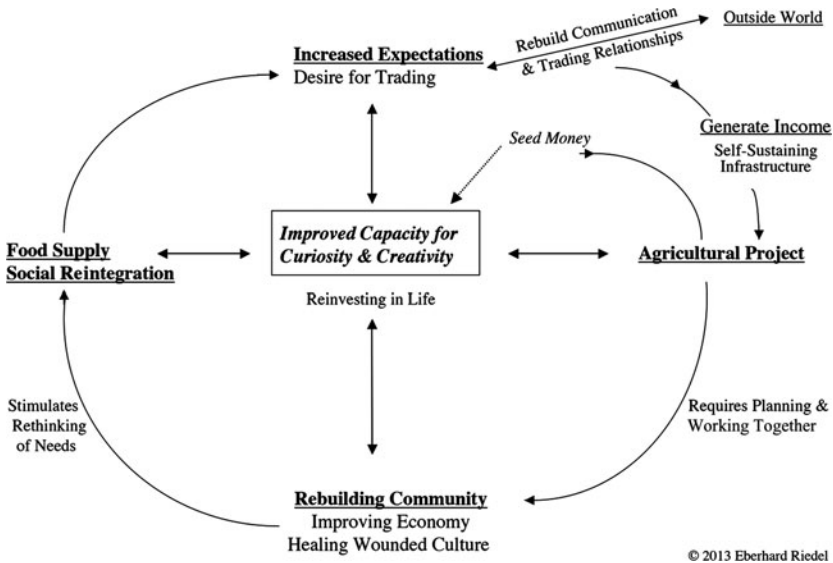 Outside World
Rebuild Communication
& Trading Relationships
Increased Expectations
Desire for Trading
Generate Income
Self-Sustaining
Infrastructure
Seed Money
Improved Capacity for
Curiosity & Creativity
Reinvesting in Life
Food Supply
Social Reintegration
Agricultural Project
Stimulates
Rethinking
of Needs
Requires Planning &
Working Together
Rebuilding Community
Improving Economy
Healing Wounded Culture
© 2013 Eberhard Riedel